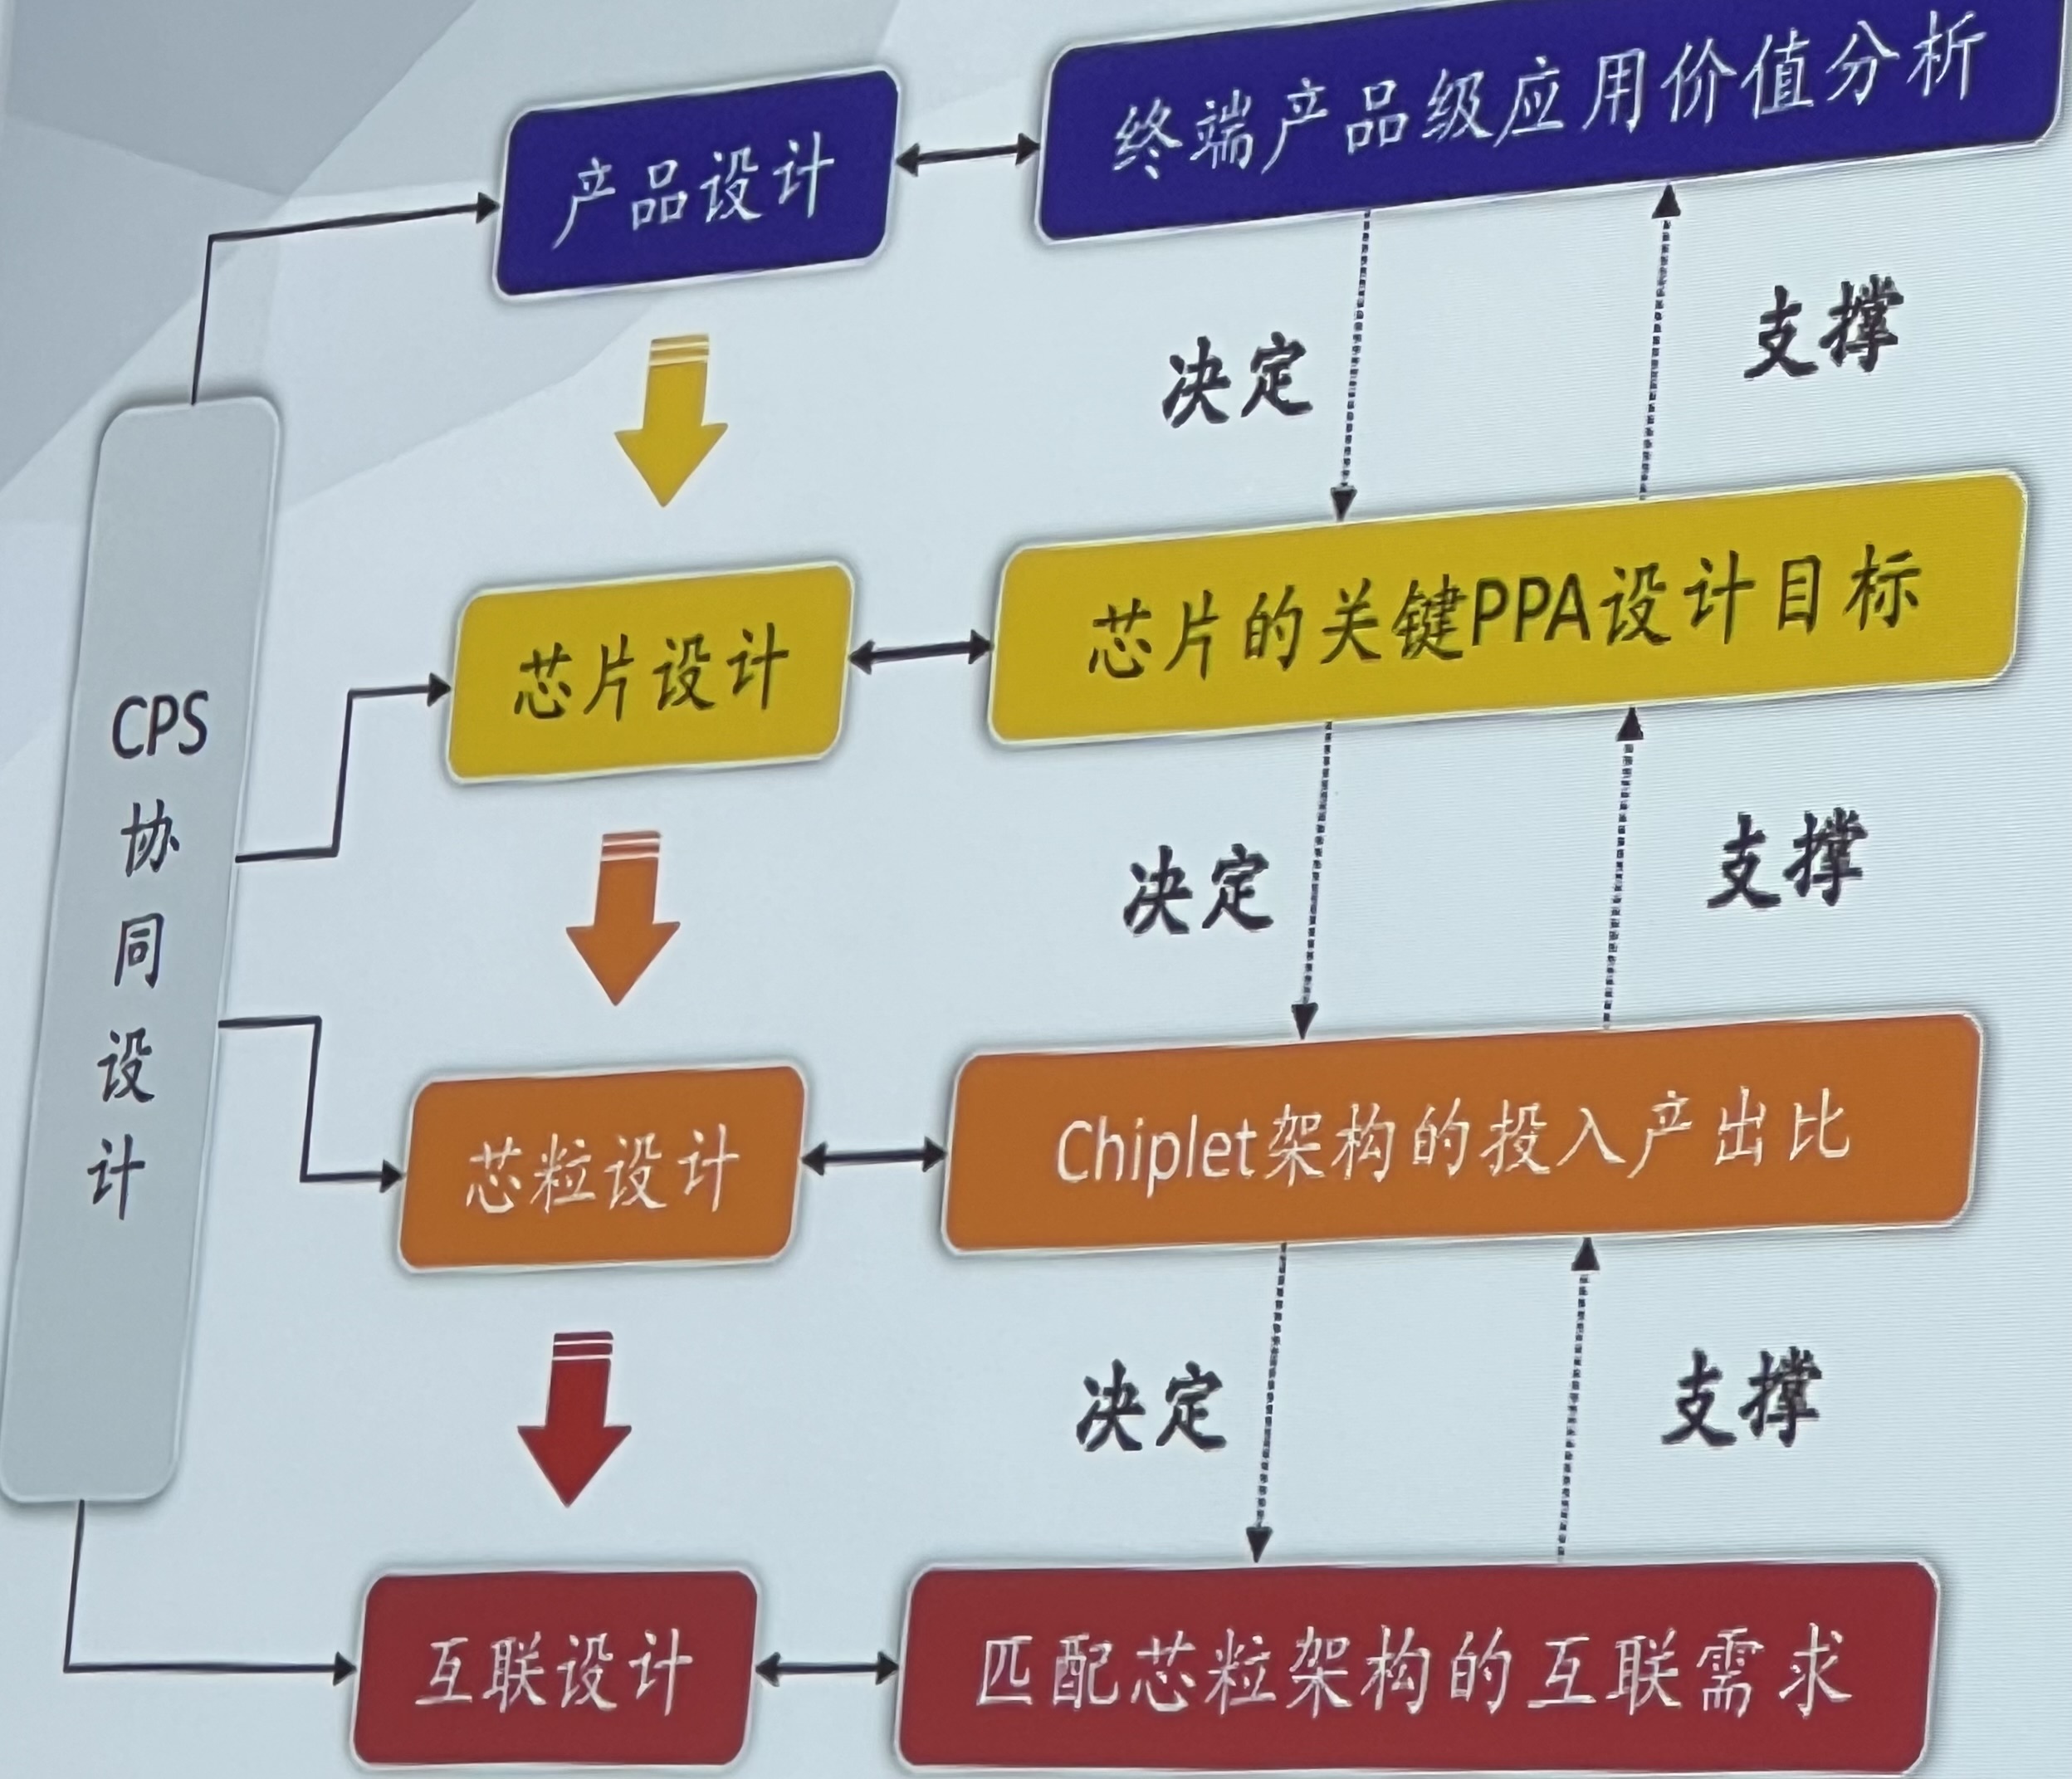 产品设计
终端产品级应用价值分析
决定
支撑
芯片设计
芯片的关键PPA设计目标
CPS
协
同
设
计
决定
支撑
芯粒设计
Chiplet架构的投入产出比
决定
支撑
互联设计
匹配芯粒架构的互联需求